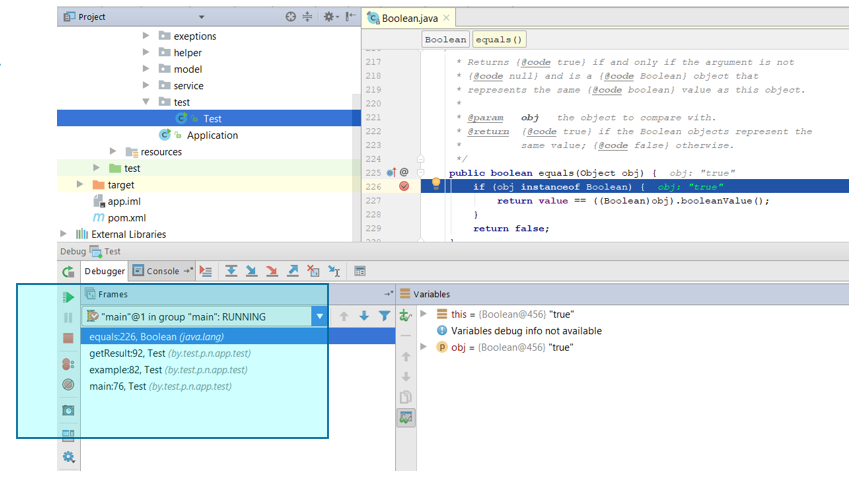 Project
exeptions
helper
model
service
test
Test
Application
resources
test
target
app.iml
pom.xml
External Libraries
Boolean.java
Boolean equals()
217 * Returns {@code true} if and only if the argument is not
218 * {@code null} and is a {@code Boolean} object that
219 * represents the same {@code boolean} value as this object.
220 *
221 * @param obj the object to compare with.
222 * @return {@code true} if the Boolean objects represent the
223 * same value; {@code false} otherwise.
224 */
225 @ public boolean equals(Object obj) { obj: "true"
226 if (obj instanceof Boolean) { obj: "true"
227 return value == ((Boolean)obj).booleanValue();
228 }
229 return false;
Debug Test
Debugger Console
Frames
"main"@1 in group "main": RUNNING
equals:226, Boolean (java.lang)
getResult:92, Test (by.test.p.n.app.test)
example:82, Test (by.test.p.n.app.test)
main:76, Test (by.test.p.n.app.test)
Variables
this = {Boolean@456} "true"
Variables debug info not available
obj = {Boolean@456} "true"